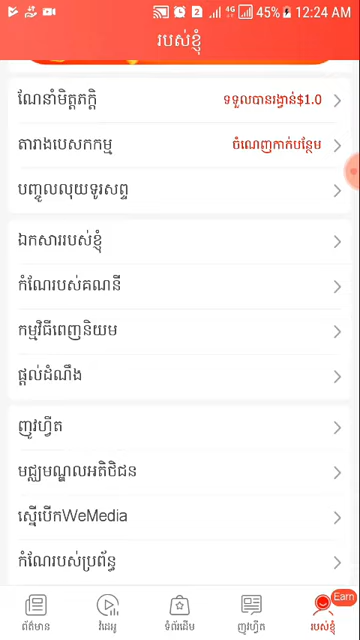 2 4G 45% 12:24 AM
របស់ខ្ញុំ
ណែនាំមិត្តភក្តិ ទទួលបានរង្វាន់$1.0
តារាងបេសកកម្ម ចំណេញកាក់បន្ថែម
បញ្ចូលលុយទូរសព្ទ
ឯកសាររបស់ខ្ញុំ
កំណែរបស់គណនី
កម្មវិធីពេញនិយម
ផ្តល់ដំណឹង
ញូវហ្វីត
មជ្ឈមណ្ឌលអតិថិជន
ស្នើបើកWeMedia
កំណែរបស់ប្រព័ន្ធ
Earn
ព័ត៌មាន វីដេអូ ទំព័រដើម ញូវហ្វីត របស់ខ្ញុំ